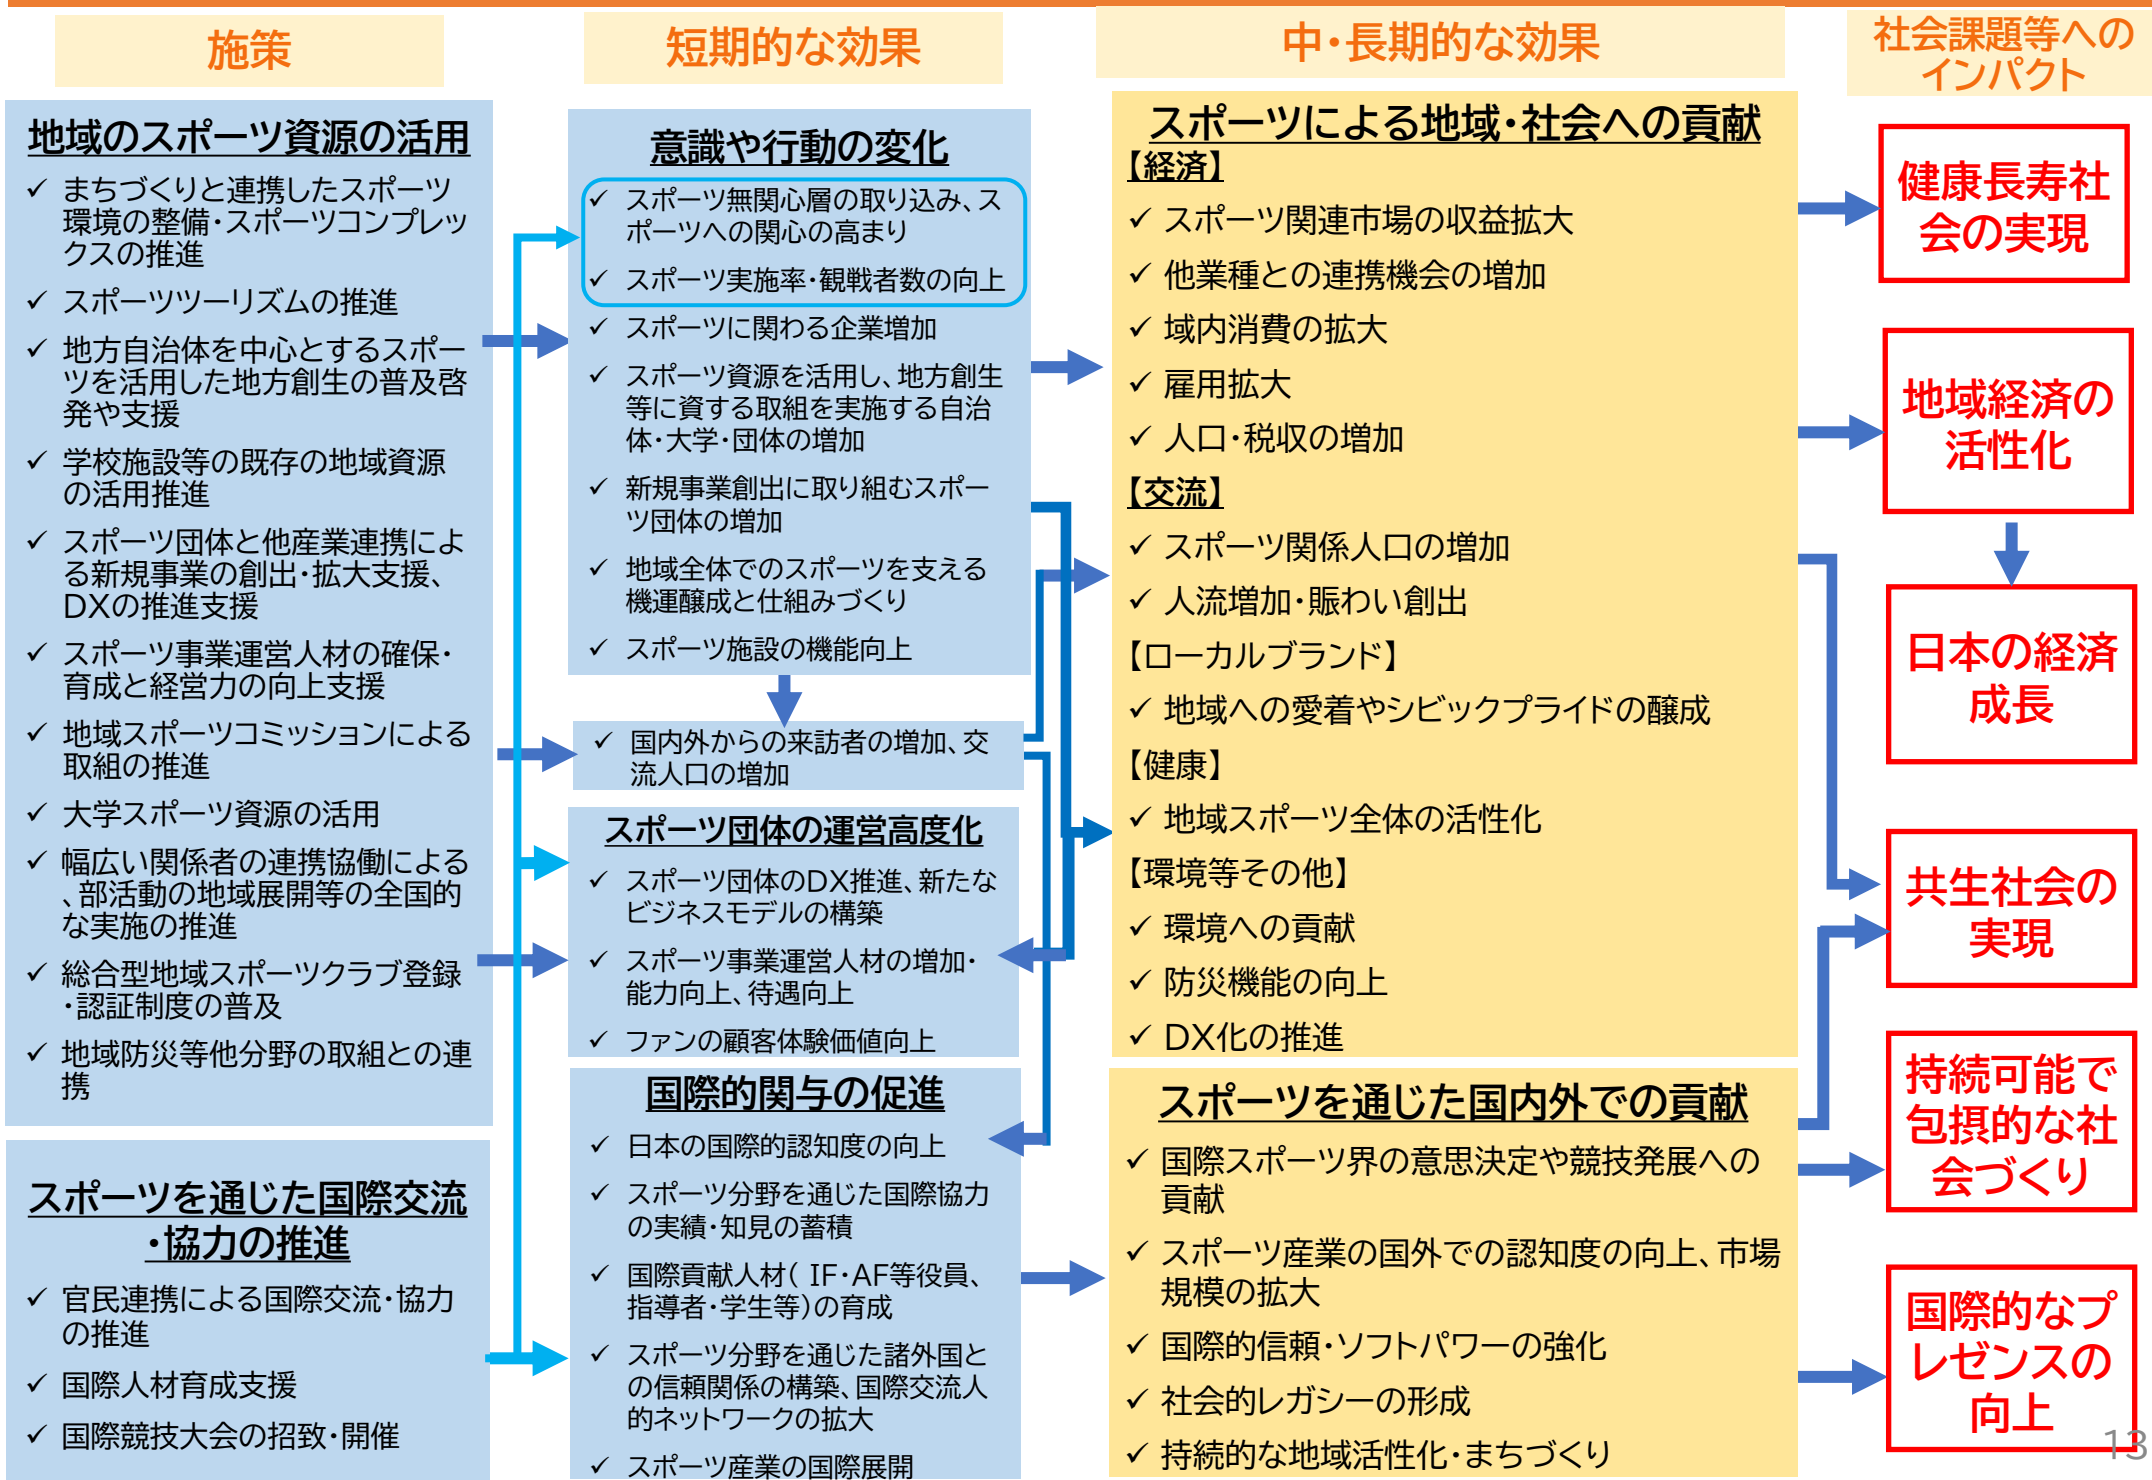 施策
地域のスポーツ資源の活用
✓ まちづくりと連携したスポーツ
環境の整備・スポーツコンプレッ
クスの推進
✓ スポーツツーリズムの推進
✓ 地方自治体を中心とするスポー
ツを活用した地方創生の普及啓
発や支援
✓ 学校施設等の既存の地域資源
の活用推進
✓ スポーツ団体と他産業連携によ
る新規事業の創出・拡大支援、
DXの推進支援
✓ スポーツ事業運営人材の確保・
育成と経営力の向上支援
✓ 地域スポーツコミッションによる
取組の推進
✓ 大学スポーツ資源の活用
✓ 幅広い関係者の連携協働による
、部活動の地域展開等の全国的
な実施の推進
✓ 総合型地域スポーツクラブ登録
・認証制度の普及
✓ 地域防災等他分野の取組との連
携
スポーツを通じた国際交流
・協力の推進
✓ 官民連携による国際交流・協力
の推進
✓ 国際人材育成支援
✓ 国際競技大会の招致・開催
短期的な効果
意識や行動の変化
✓ スポーツ無関心層の取り込み、ス
ポーツへの関心の高まり
✓ スポーツ実施率・観戦者数の向上
✓ スポーツに関わる企業増加
✓ スポーツ資源を活用し、地方創生
等に資する取組を実施する自治
体・大学・団体の増加
✓ 新規事業創出に取り組むスポー
ツ団体の増加
✓ 地域全体でのスポーツを支える
機運醸成と仕組みづくり
✓ スポーツ施設の機能向上
✓ 国内外からの来訪者の増加、交
流人口の増加
スポーツ団体の運営高度化
✓ スポーツ団体のDX推進、新たな
ビジネスモデルの構築
✓ スポーツ事業運営人材の増加・
能力向上、待遇向上
✓ ファンの顧客体験価値向上
国際的関与の促進
✓ 日本の国際的認知度の向上
✓ スポーツ分野を通じた国際協力
の実績・知見の蓄積
✓ 国際貢献人材( IF・AF等役員、
指導者・学生等)の育成
✓ スポーツ分野を通じた諸外国と
の信頼関係の構築、国際交流人
的ネットワークの拡大
✓ スポーツ産業の国際展開
中・長期的な効果
スポーツによる地域・社会への貢献
【経済】
✓ スポーツ関連市場の収益拡大
✓ 他業種との連携機会の増加
✓ 域内消費の拡大
✓ 雇用拡大
✓ 人口・税収の増加
【交流】
✓ スポーツ関係人口の増加
✓ 人流増加・賑わい創出
【ローカルブランド】
✓ 地域への愛着やシビックプライドの醸成
【健康】
✓ 地域スポーツ全体の活性化
【環境等その他】
✓ 環境への貢献
✓ 防災機能の向上
✓ DX化の推進
スポーツを通じた国内外での貢献
✓ 国際スポーツ界の意思決定や競技発展への
貢献
✓ スポーツ産業の国外での認知度の向上、市場
規模の拡大
✓ 国際的信頼・ソフトパワーの強化
✓ 社会的レガシーの形成
✓ 持続的な地域活性化・まちづくり
社会課題等への
インパクト
健康長寿社
会の実現
地域経済の
活性化
日本の経済
成長
共生社会の
実現
持続可能で
包摂的な社
会づくり
国際的なプ
レゼンスの
向上
13